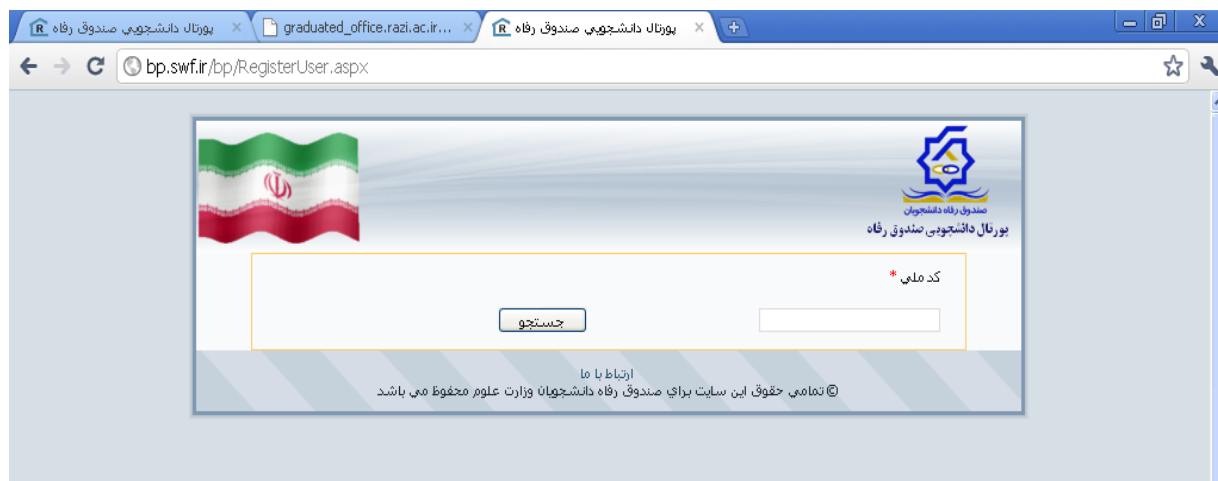 پورتال دانشجويي صندوق رفاه
graduated_office.razi.ac.ir...
پورتال دانشجويي صندوق رفاه
bp.swf.ir/bp/RegisterUser.aspx
صندوق رفاه دانشجویان
پورتال دانشجویی صندوق رفاه
کد ملي *
جستجو
ارتباط با ما
© تمامي حقوق اين سايت براي صندوق رفاه دانشجويان وزارت علوم محفوظ مي باشد